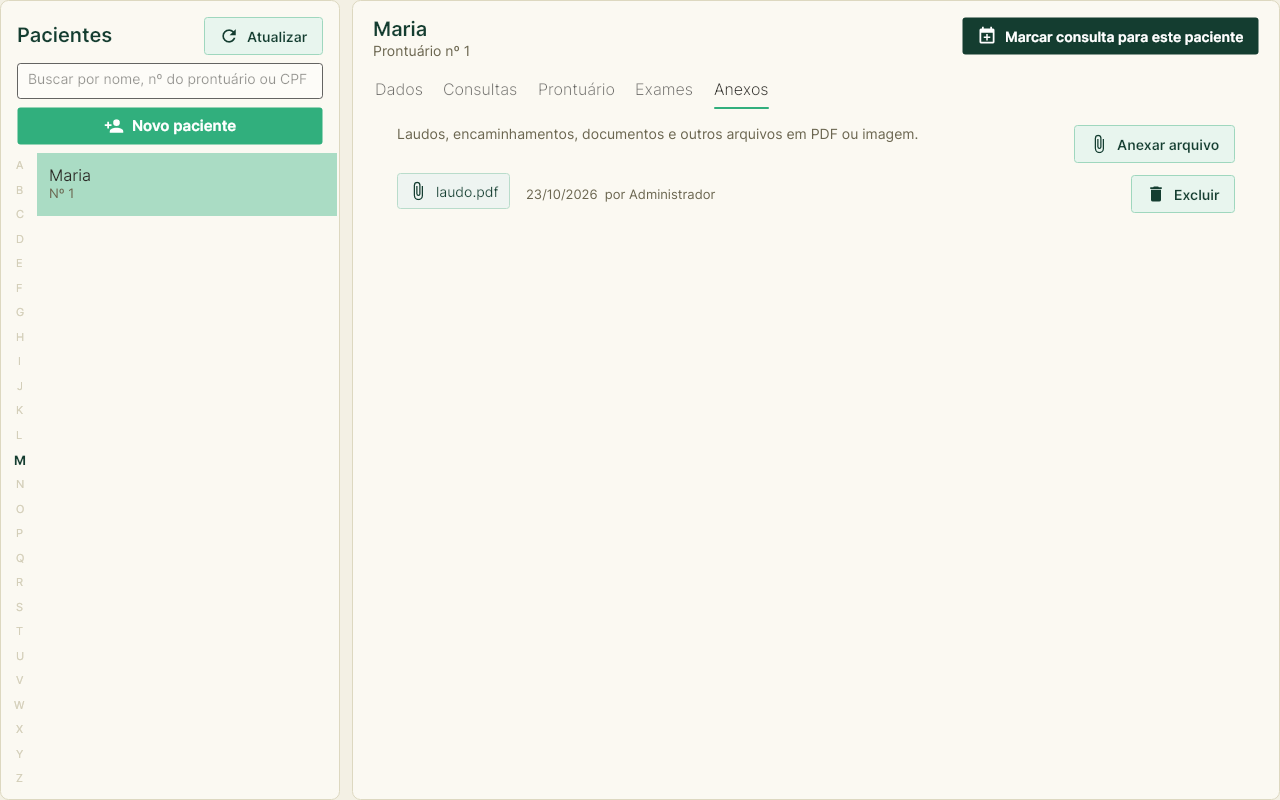 Pacientes
Atualizar
Buscar por nome, nº do prontuário ou CPF
Novo paciente
A
B
C
D
E
F
G
H
I
J
K
L
M
N
O
P
Q
R
S
T
U
V
W
X
Y
Z
Maria
Nº 1
Maria
Prontuário nº 1
Marcar consulta para este paciente
Dados Consultas Prontuário Exames Anexos
Laudos, encaminhamentos, documentos e outros arquivos em PDF ou imagem.
Anexar arquivo
laudo.pdf 23/10/2026 por Administrador
Excluir